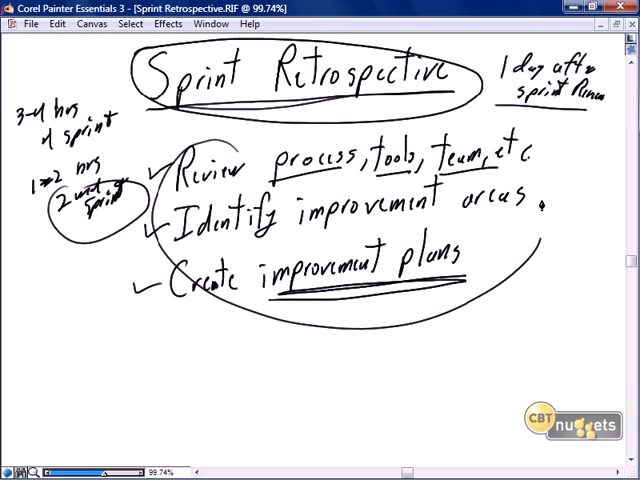 Corel Painter Essentials 3 - [Sprint Retrospective.RIF @ 99.74%]
File Edit Canvas Select Effects Window Help
Sprint Retrospective
1 day after
sprint
3-4 hrs
sprint
1-2 hrs
2 week
sprint
Review process, tools, team, etc.
Identify improvement areas.
Create improvement plans
CBT nuggets
99.74%